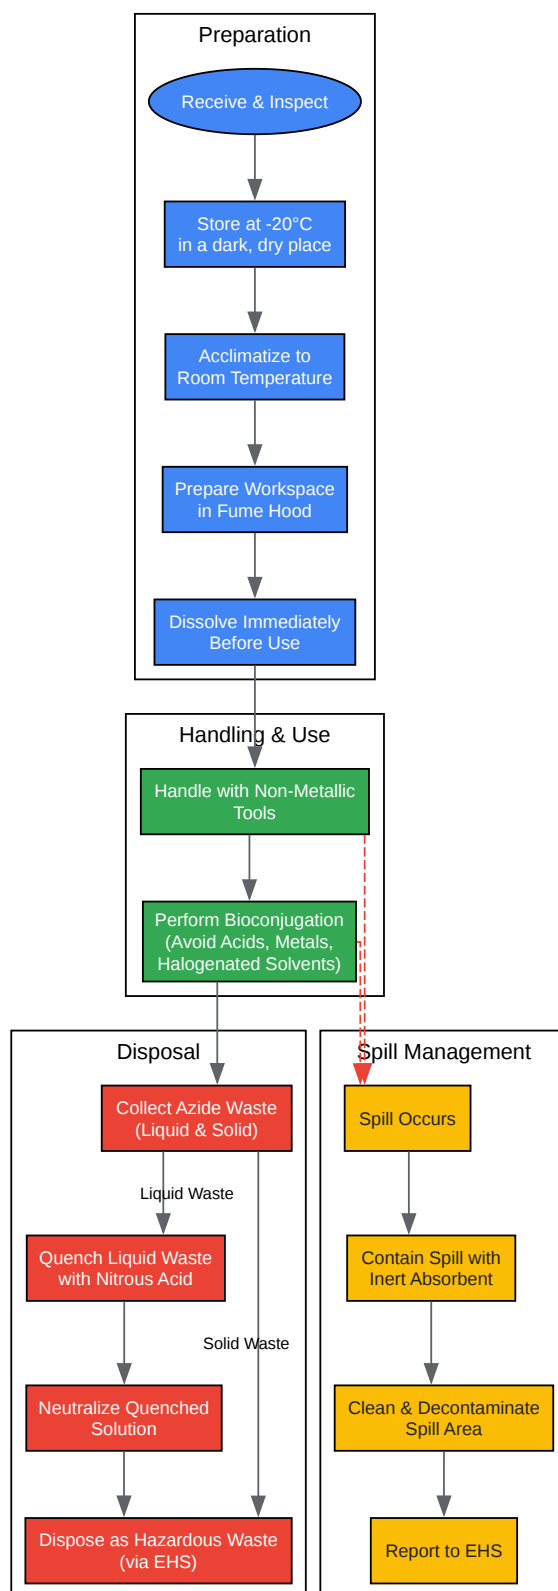 Preparation
Receive & Inspect
Store at -20°C
in a dark, dry place
Acclimatize to
Room Temperature
Prepare Workspace
in Fume Hood
Dissolve Immediately
Before Use
Handling & Use
Handle with Non-Metallic
Tools
Perform Bioconjugation
(Avoid Acids, Metals,
Halogenated Solvents)
Disposal
Collect Azide Waste
(Liquid & Solid)
Liquid Waste
Quench Liquid Waste
with Nitrous Acid
Solid Waste
Neutralize Quenched
Solution
Dispose as Hazardous Waste
(via EHS)
Spill Management
Spill Occurs
Contain Spill with
Inert Absorbent
Clean & Decontaminate
Spill Area
Report to EHS